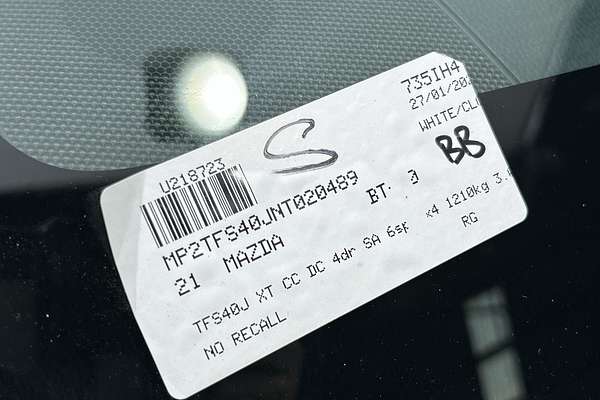 U218723
S
735IH4
27/01/20
WHITE/CL
BB
MP2TFS40JNT020489
BT: 3
21 MAZDA
TFS40J XT CC DC 4dr SA 6sp x4 1210kg 3.
RG
NO RECALL